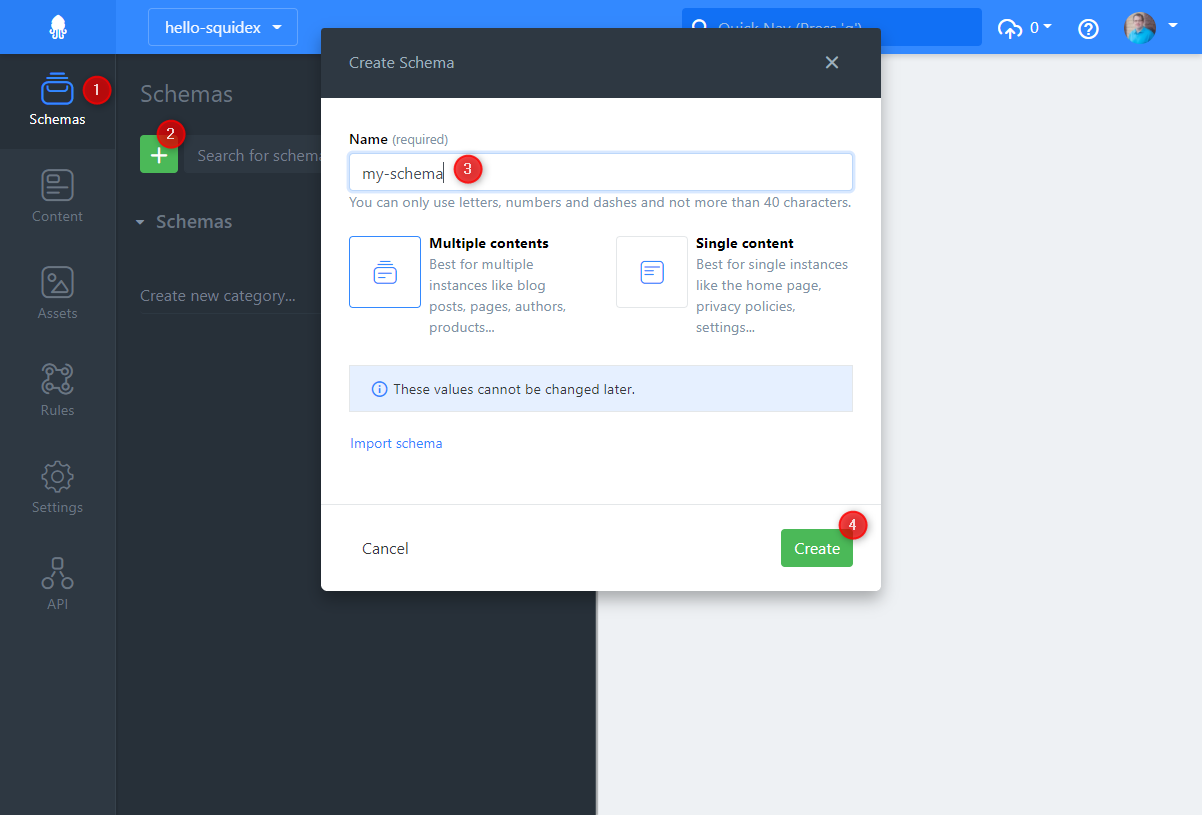 hello-squidex
Quick Nav (Press 'q')
0
Schemas
1
Content
Assets
Rules
Settings
API
Schemas
2
+
Search for schema
Schemas
Create new category...
Create Schema
Name (required)
my-schema
3
You can only use letters, numbers and dashes and not more than 40 characters.
Multiple contents
Best for multiple
instances like blog
posts, pages, authors,
products...
Single content
Best for single instances
like the home page,
privacy policies,
settings...
These values cannot be changed later.
Import schema
Cancel
Create
4